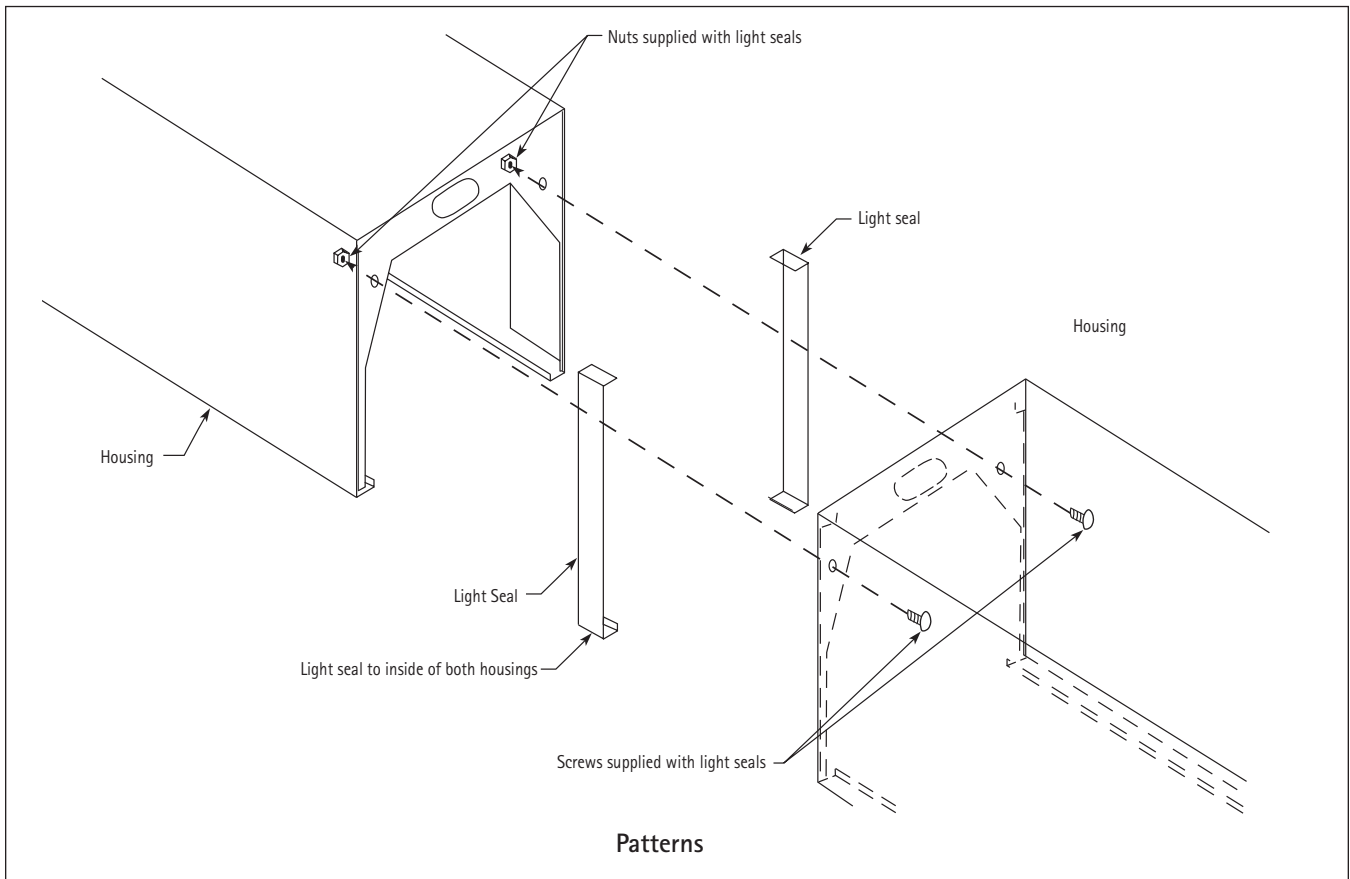 Nuts supplied with light seals
Light seal
Housing
Housing
Light Seal
Light seal to inside of both housings
Screws supplied with light seals
Patterns